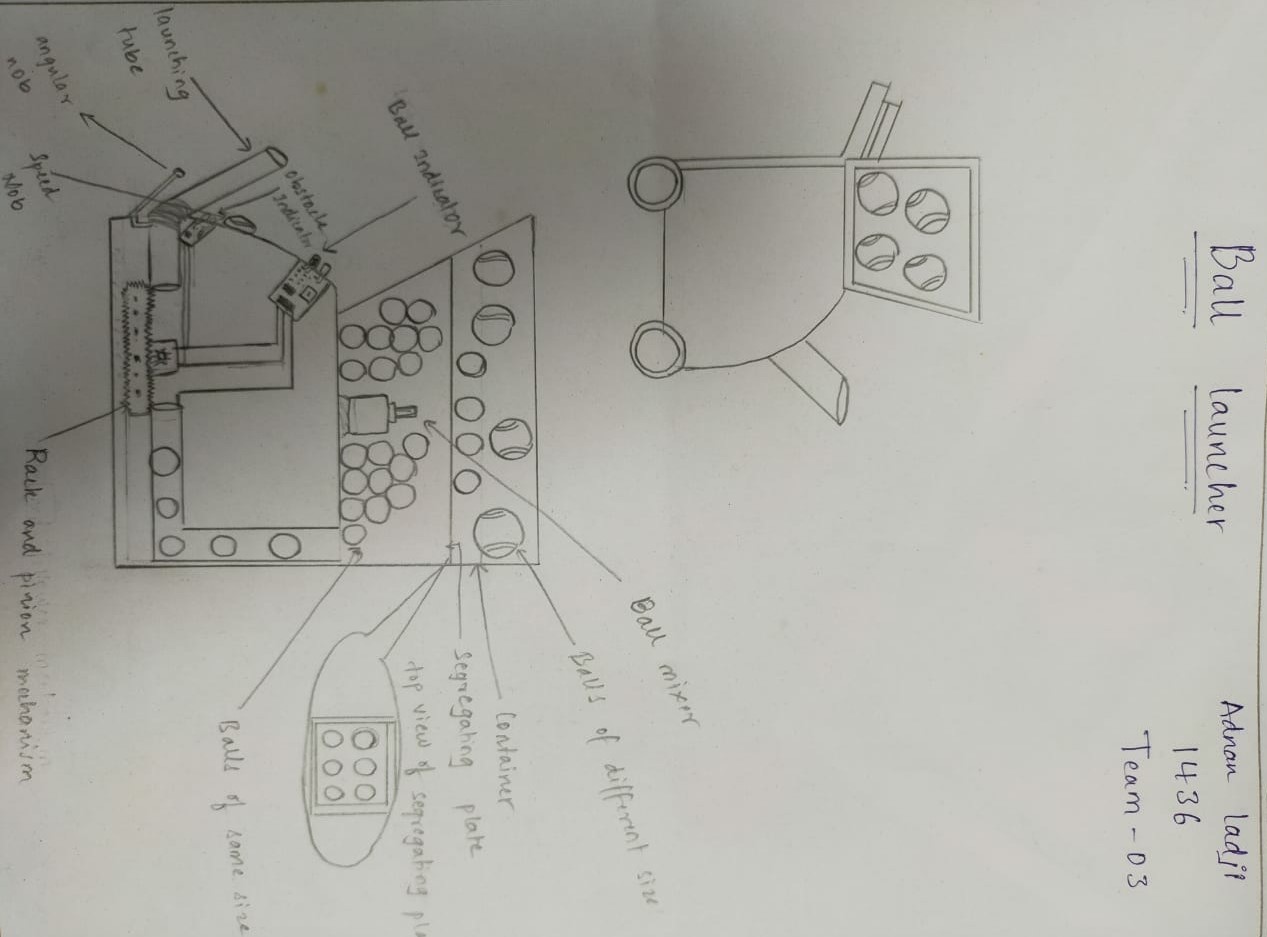 Ball launcher
Adnan ladji
1436
Team - 03
Ball mixer
Balls of different size
Container
segregating plate
top view of segregating
Balls of same size
Ball Indicator
Obstacle
Indicator
launching
tube
angular
nob
Speed
Nob
Rack and pinion mechanism